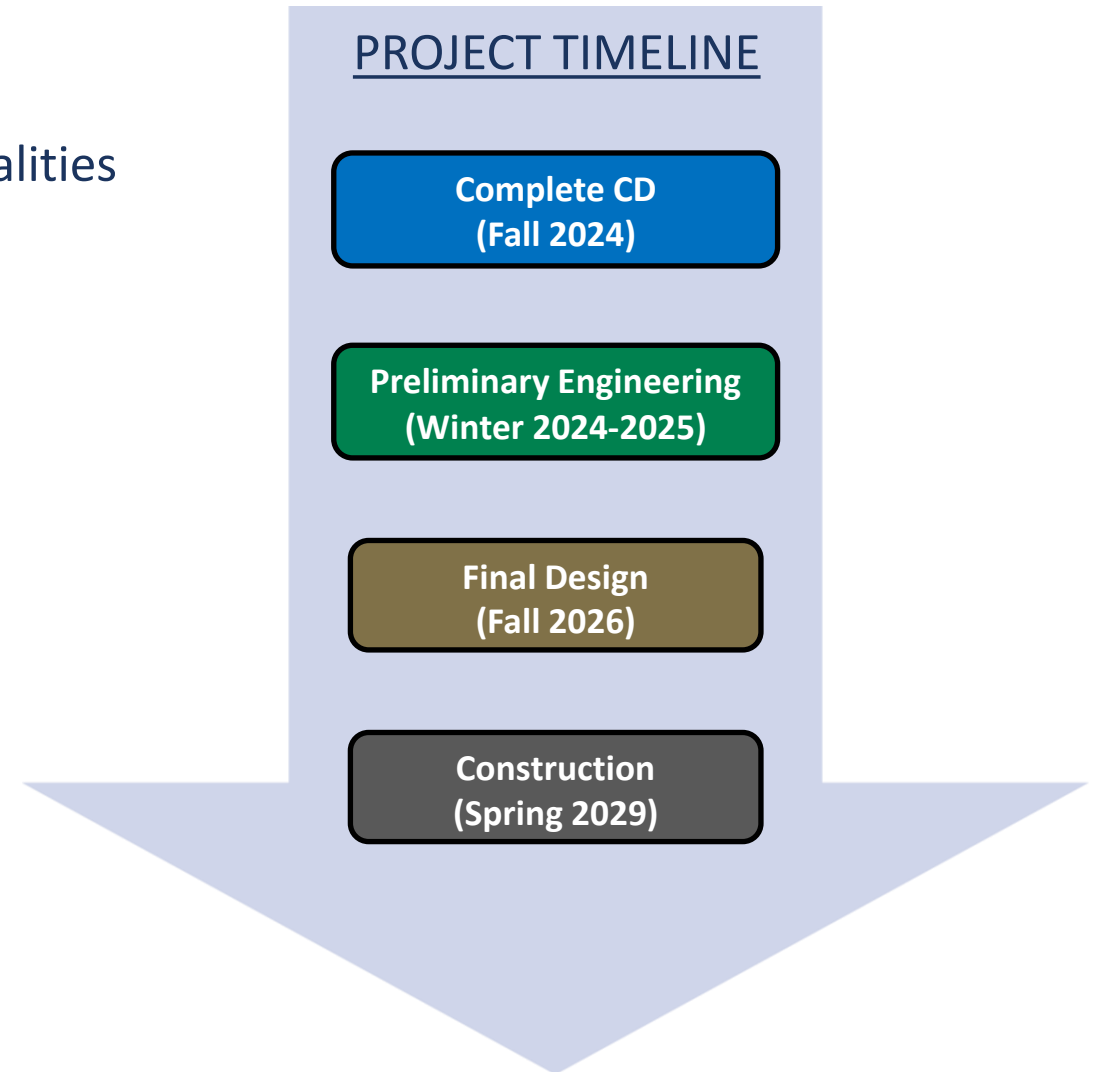 PROJECT TIMELINE
alities
Complete CD
(Fall 2024)
Preliminary Engineering
(Winter 2024-2025)
Final Design
(Fall 2026)
Construction
(Spring 2029)